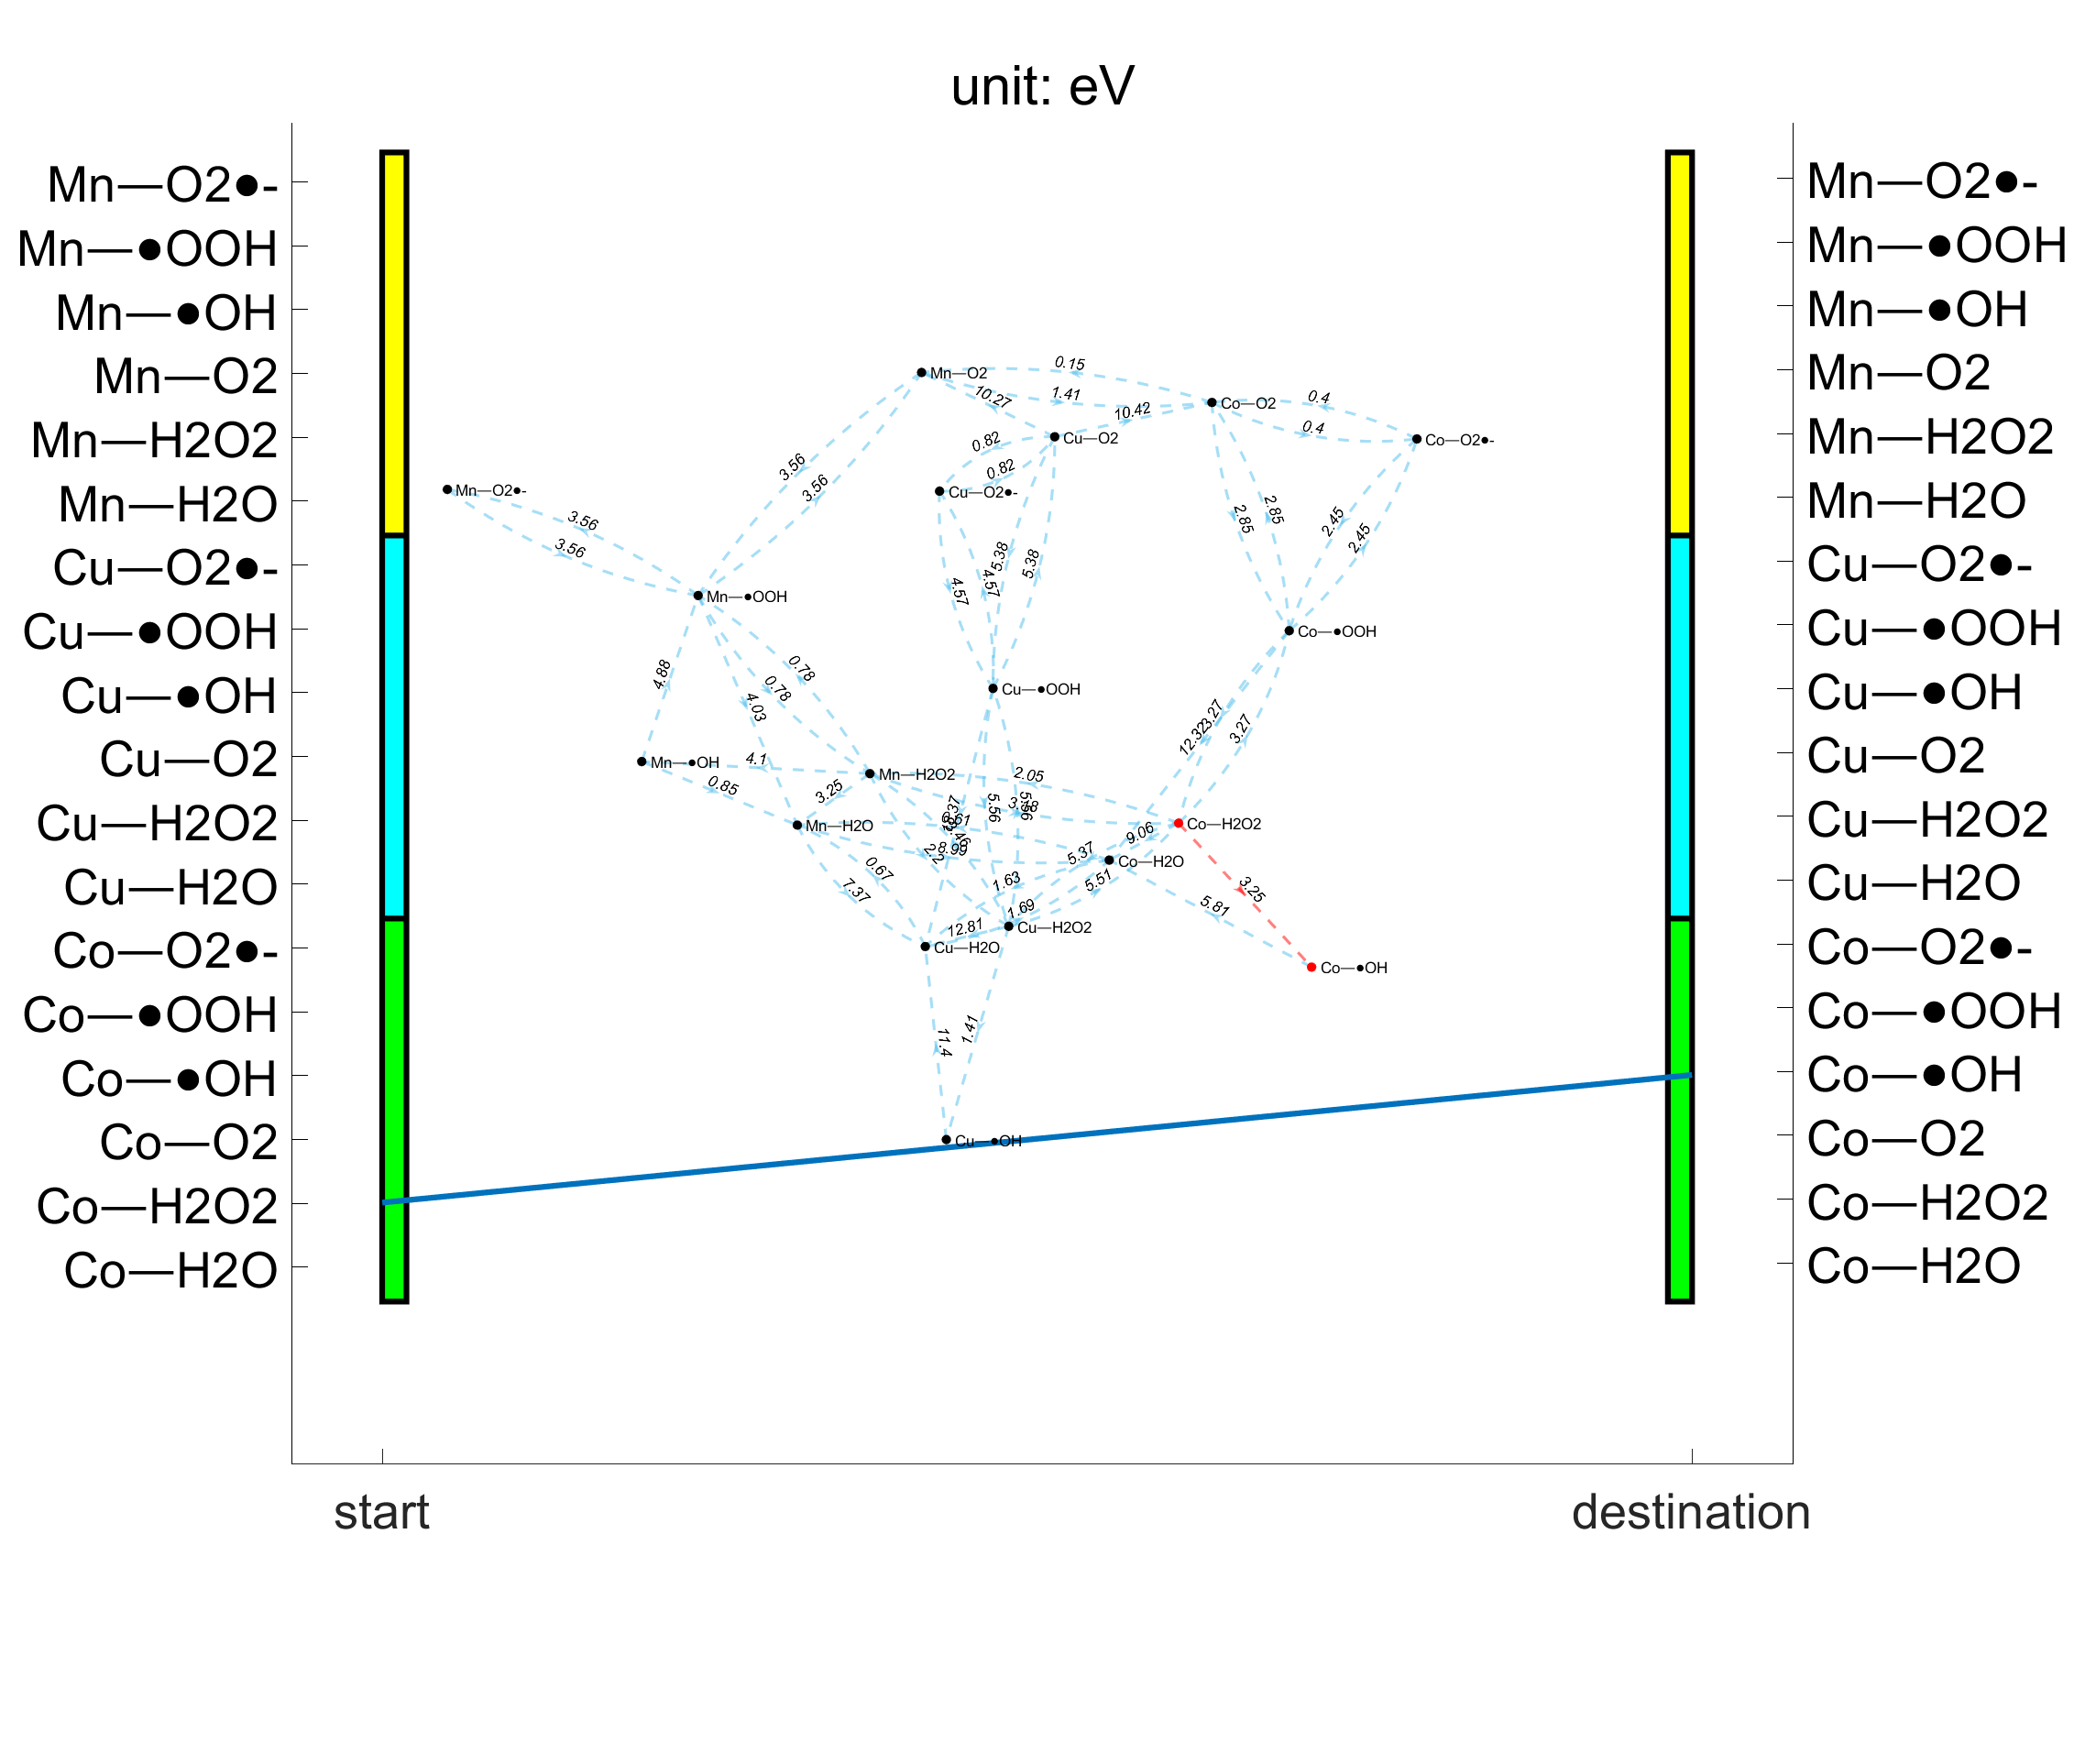 unit: eV
Mn—O2●-
Mn—●OOH
Mn—●OH
Mn—O2
Mn—H2O2
Mn—H2O
Cu—O2●-
Cu—●OOH
Cu—●OH
Cu—O2
Cu—H2O2
Cu—H2O
Co—O2●-
Co—●OOH
Co—●OH
Co—O2
Co—H2O2
Co—H2O
Mn—O2●-
Mn—●OOH
Mn—●OH
Mn—O2
Mn—H2O2
Mn—H2O
Cu—O2●-
Cu—●OOH
Cu—●OH
Cu—O2
Cu—H2O2
Cu—H2O
Co—O2●-
Co—●OOH
Co—●OH
Co—O2
Co—H2O2
Co—H2O
0.15
Mn—O2
10.27
1.41
10.42
Co—O2
0.4
0.4
Cu—O2
Co—O2●-
0.82
0.82
3.56
3.56
Mn—O2●-
Cu—O2●-
3.56
3.56
2.85
2.85
2.45
2.45
5.38
5.38
4.57
4.57
Mn—●OOH
Co—●OOH
4.88
0.78
0.78
4.03
Cu—●OOH
12.32
3.27
3.27
Mn—●OH
4.1
0.85
Mn—H2O2
3.25
2.05
5.56
Mn—H2O
Co—H2O2
9.06
8.99
2.2
5.37
Co—H2O
0.67
7.37
1.63
5.51
3.25
1.69
5.81
12.81
Cu—H2O2
Cu—H2O
Co—●OH
11.4
1.41
Cu—●OH
start
destination